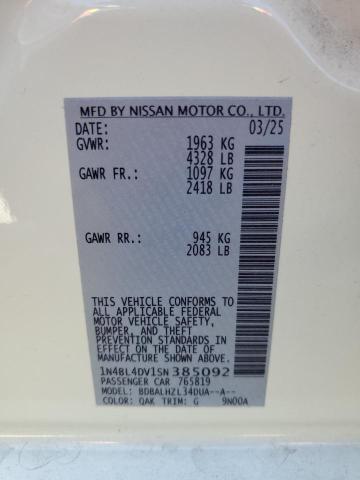 MFD BY NISSAN MOTOR CO., LTD.
DATE: 03/25
GVWR: 1963 KG
4328 LB
GAWR FR.: 1097 KG
2418 LB
GAWR RR.: 945 KG
2083 LB
THIS VEHICLE CONFORMS TO
ALL APPLICABLE FEDERAL
MOTOR VEHICLE SAFETY,
BUMPER, AND THEFT
PREVENTION STANDARDS IN
EFFECT ON THE DATE OF
MANUFACTURE SHOWN ABOVE.
1N4BL4DV1SN385092
PASSENGER CAR 765819
MODEL: BDBALHZL34DUA--A--
COLOR: QAK TRIM: G 9N00A